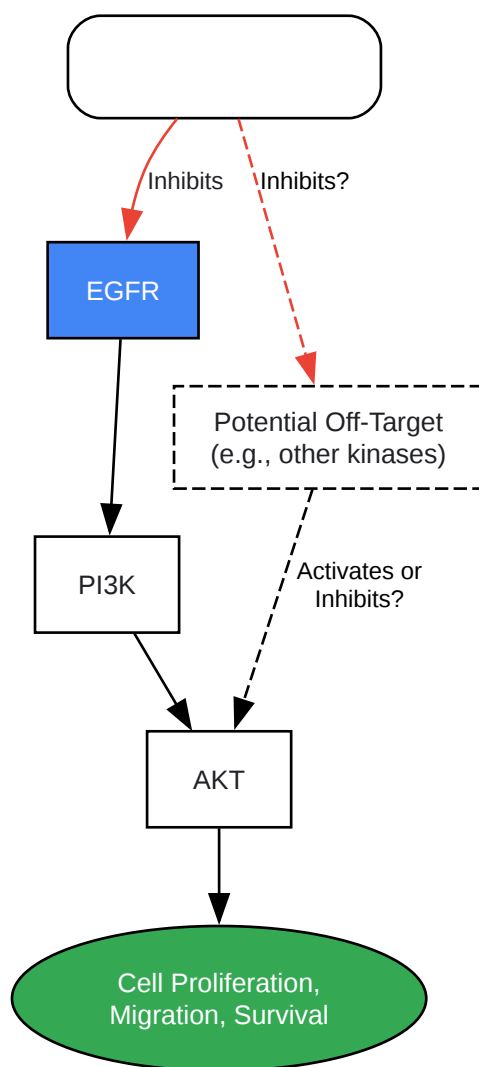 Inhibits
Inhibits?
EGFR
Potential Off-Target
(e.g., other kinases)
PI3K
Activates or
Inhibits?
AKT
Cell Proliferation,
Migration, Survival